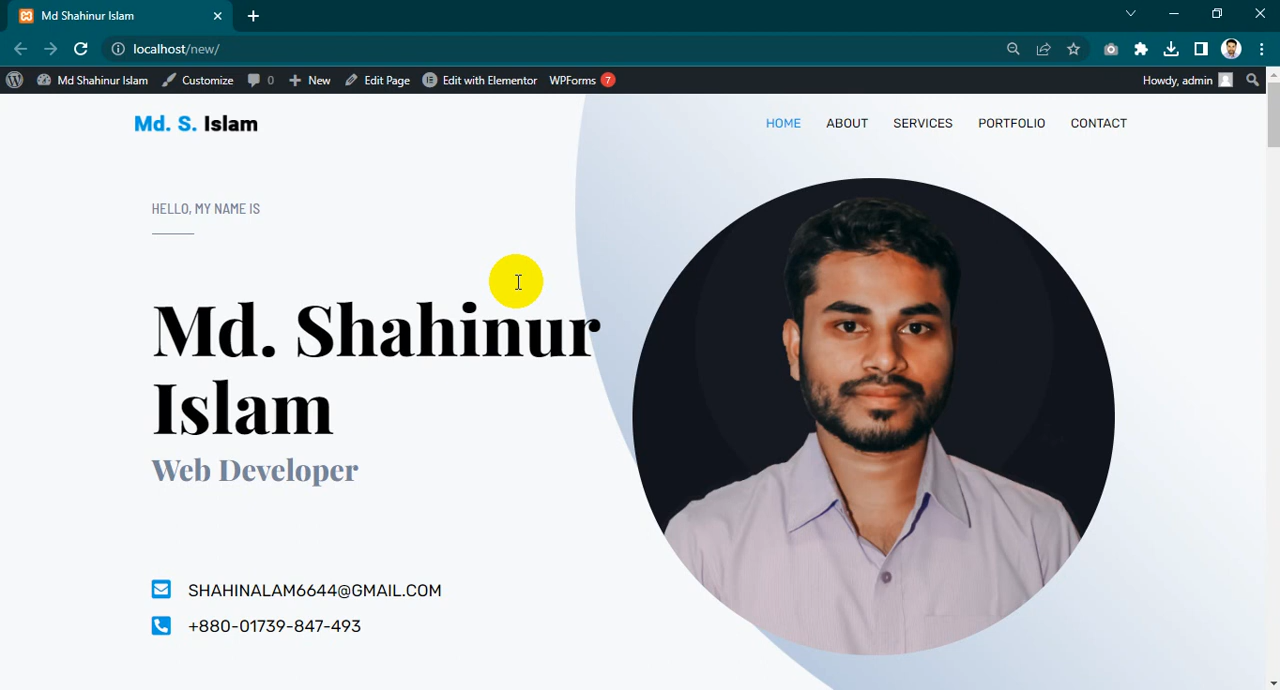 Md Shahinur Islam
localhost/new/
Md Shahinur Islam Customize 0 New Edit Page Edit with Elementor WPForms 7 Howdy, admin
Md. S. Islam
HOME ABOUT SERVICES PORTFOLIO CONTACT
HELLO, MY NAME IS
Md. Shahinur
Islam
Web Developer
SHAHINALAM6644@GMAIL.COM
+880-01739-847-493